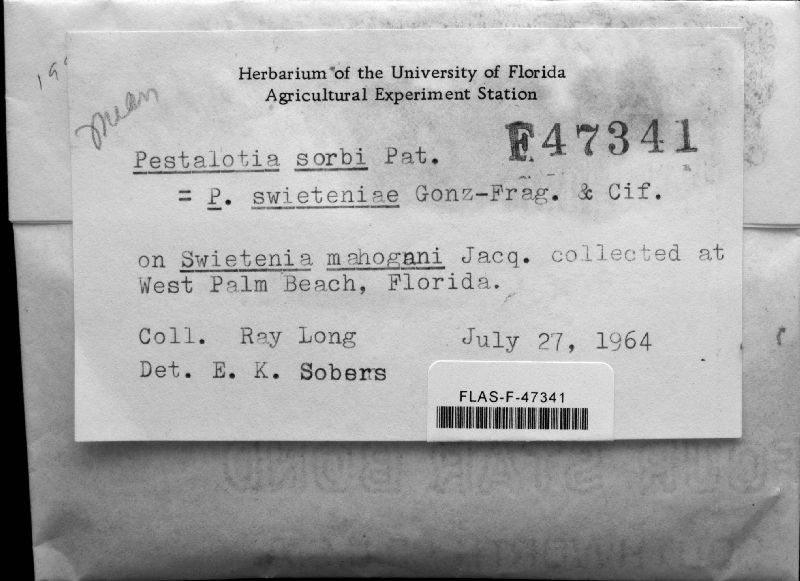 Herbarium of the University of Florida
Agricultural Experiment Station
F47341
Pestalotia sorbi Pat.
= P. swieteniae Gonz-Frag. & Cif.
on Swietenia mahogani Jacq. collected at
West Palm Beach, Florida.
Coll. Ray Long July 27, 1964
Det. E. K. Sobers
FLAS-F-47341